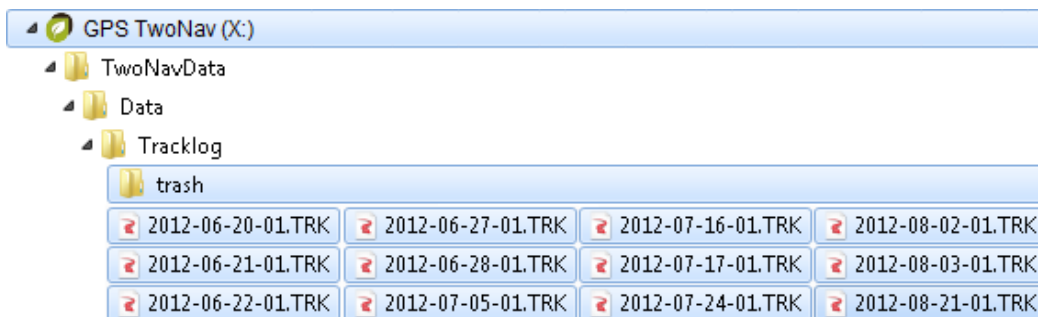 GPS TwoNav (X:)
TwoNavData
Data
Tracklog
trash
2012-06-20-01.TRK 2012-06-27-01.TRK 2012-07-16-01.TRK 2012-08-02-01.TRK
2012-06-21-01.TRK 2012-06-28-01.TRK 2012-07-17-01.TRK 2012-08-03-01.TRK
2012-06-22-01.TRK 2012-07-05-01.TRK 2012-07-24-01.TRK 2012-08-21-01.TRK